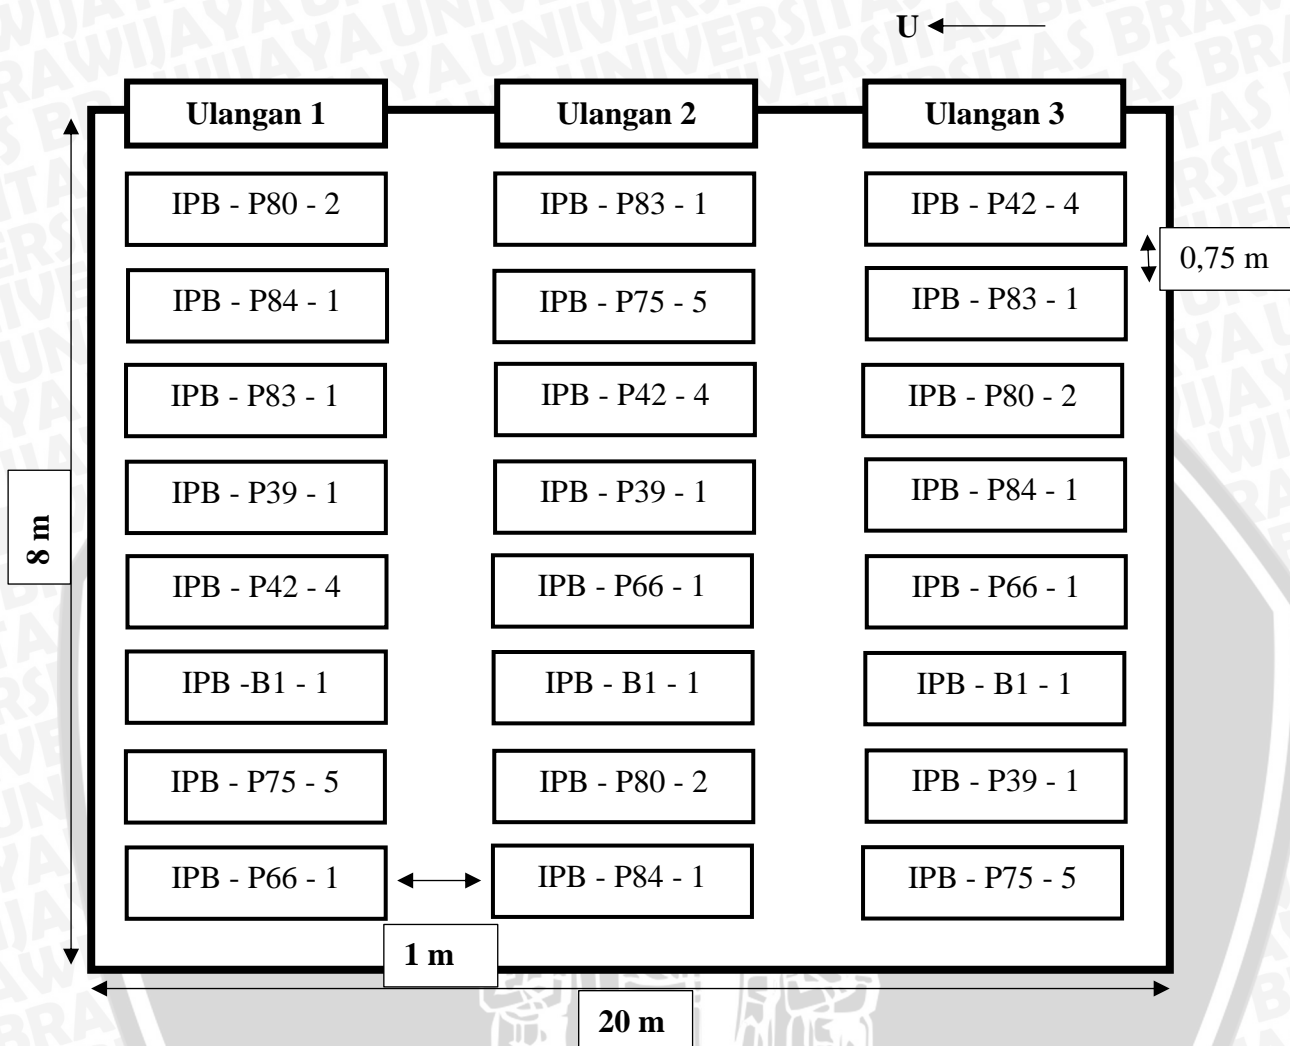 U
Ulangan 1 Ulangan 2 Ulangan 3
IPB - P80 - 2 IPB - P83 - 1 IPB - P42 - 4
0,75 m
IPB - P84 - 1 IPB - P75 - 5 IPB - P83 - 1
IPB - P83 - 1 IPB - P42 - 4 IPB - P80 - 2
IPB - P39 - 1 IPB - P39 - 1 IPB - P84 - 1
8 m
IPB - P42 - 4 IPB - P66 - 1 IPB - P66 - 1
IPB -B1 - 1 IPB - B1 - 1 IPB - B1 - 1
IPB - P75 - 5 IPB - P80 - 2 IPB - P39 - 1
IPB - P66 - 1 IPB - P84 - 1 IPB - P75 - 5
1 m
20 m